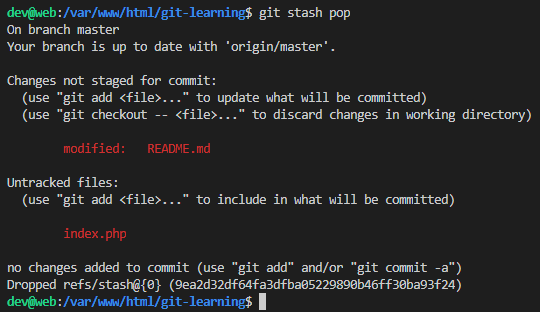 dev@web:/var/www/html/git-learning$ git stash pop
On branch master
Your branch is up to date with 'origin/master'.
Changes not staged for commit:
(use "git add <file>..." to update what will be committed)
(use "git checkout -- <file>..." to discard changes in working directory)
modified:   README.md
Untracked files:
(use "git add <file>..." to include in what will be committed)
index.php
no changes added to commit (use "git add" and/or "git commit -a")
Dropped refs/stash@{0} (9ea2d32df64fa3dfba05229890b46ff30ba93f24)
dev@web:/var/www/html/git-learning$